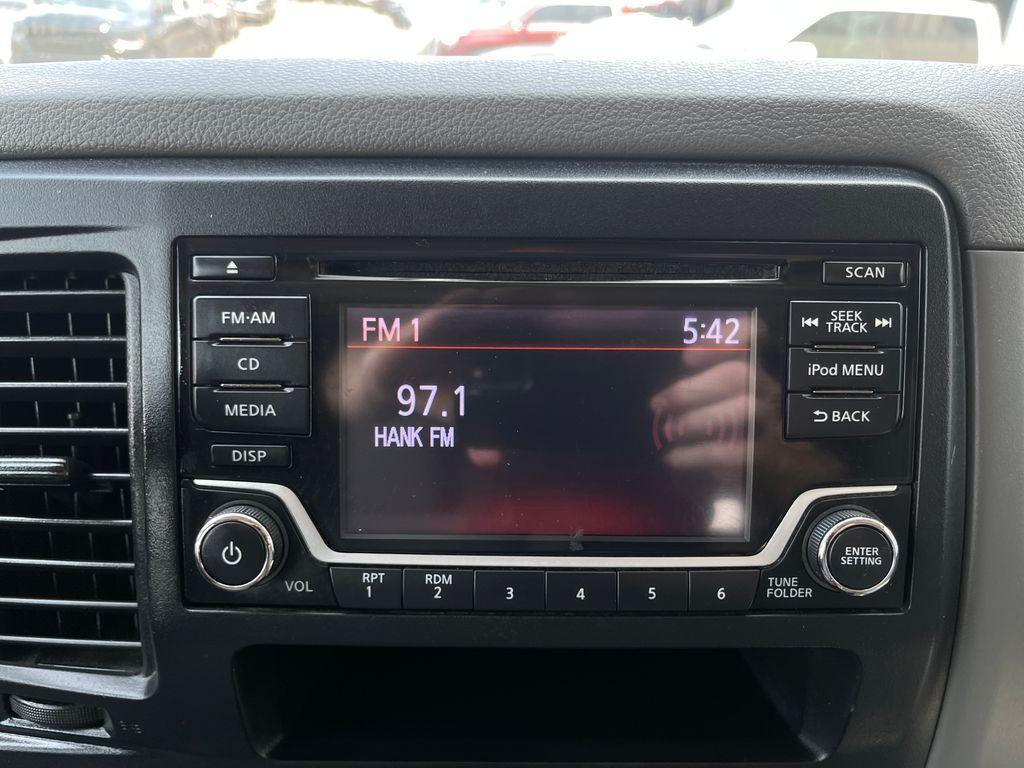 SCAN
FM·AM
CD
MEDIA
DISP
FM 1
5:42
97.1
HANK FM
SEEK
TRACK
iPod MENU
BACK
VOL
RPT
1
RDM
2
3
4
5
6
TUNE
FOLDER
ENTER
SETTING